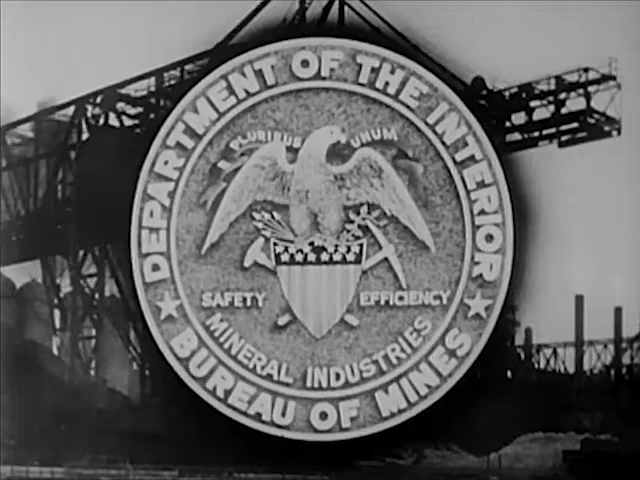 DEPARTMENT OF THE INTERIOR
E PLURIBUS UNUM
SAFETY EFFICIENCY
MINERAL INDUSTRIES
BUREAU OF MINES